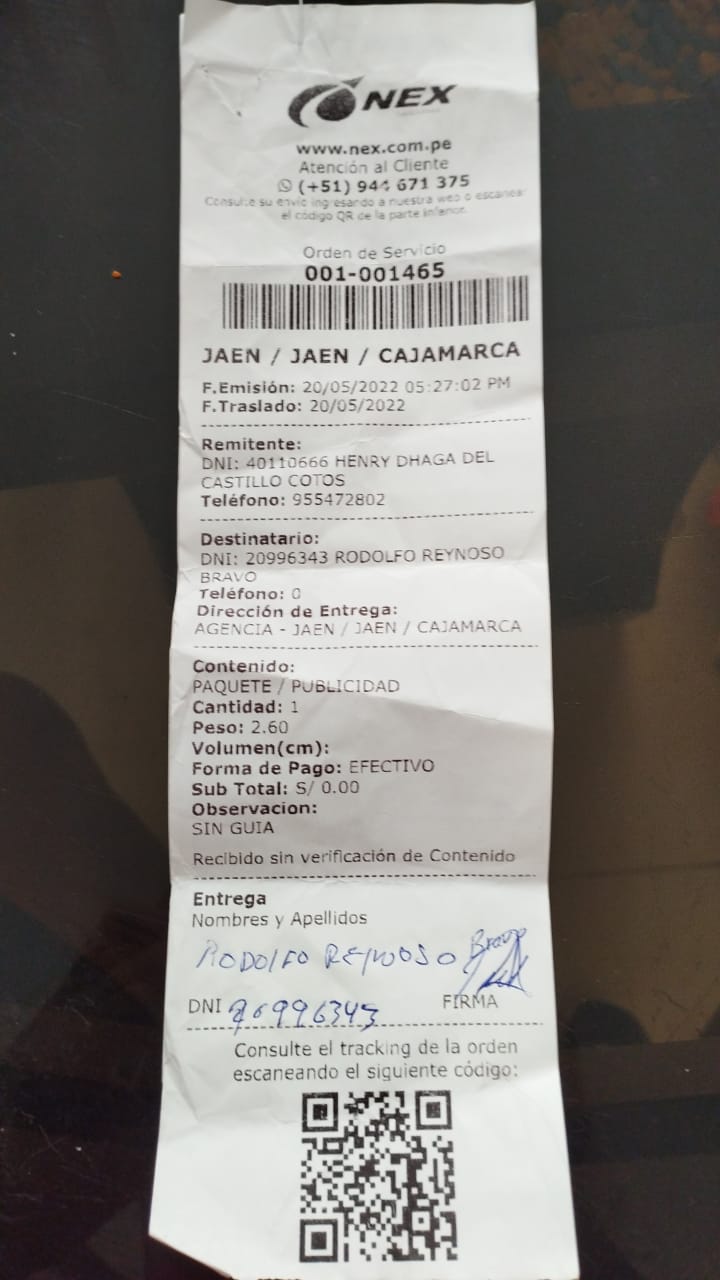 NEX
www.nex.com.pe
Atención al Cliente
(+51) 944 671 375
Consulte su envio ingresando a nuestra web o escanear
el código QR de la parte inferior.
Orden de Servicio
001-001465
JAEN / JAEN / CAJAMARCA
F.Emisión: 20/05/2022 05:27:02 PM
F.Traslado: 20/05/2022
Remitente:
DNI: 40110666 HENRY DHAGA DEL
CASTILLO COTOS
Teléfono: 955472802
Destinatario:
DNI: 20996343 RODOLFO REYNOSO
BRAVO
Teléfono: 0
Dirección de Entrega:
AGENCIA - JAEN / JAEN / CAJAMARCA
Contenido:
PAQUETE / PUBLICIDAD
Cantidad: 1
Peso: 2.60
Volumen(cm):
Forma de Pago: EFECTIVO
Sub Total: S/ 0.00
Observacion:
SIN GUIA
Recibido sin verificación de Contenido
Entrega
Nombres y Apellidos
RODOLFO REYNOSO Bravo
DNI 20996343 FIRMA
Consulte el tracking de la orden
escaneando el siguiente código: